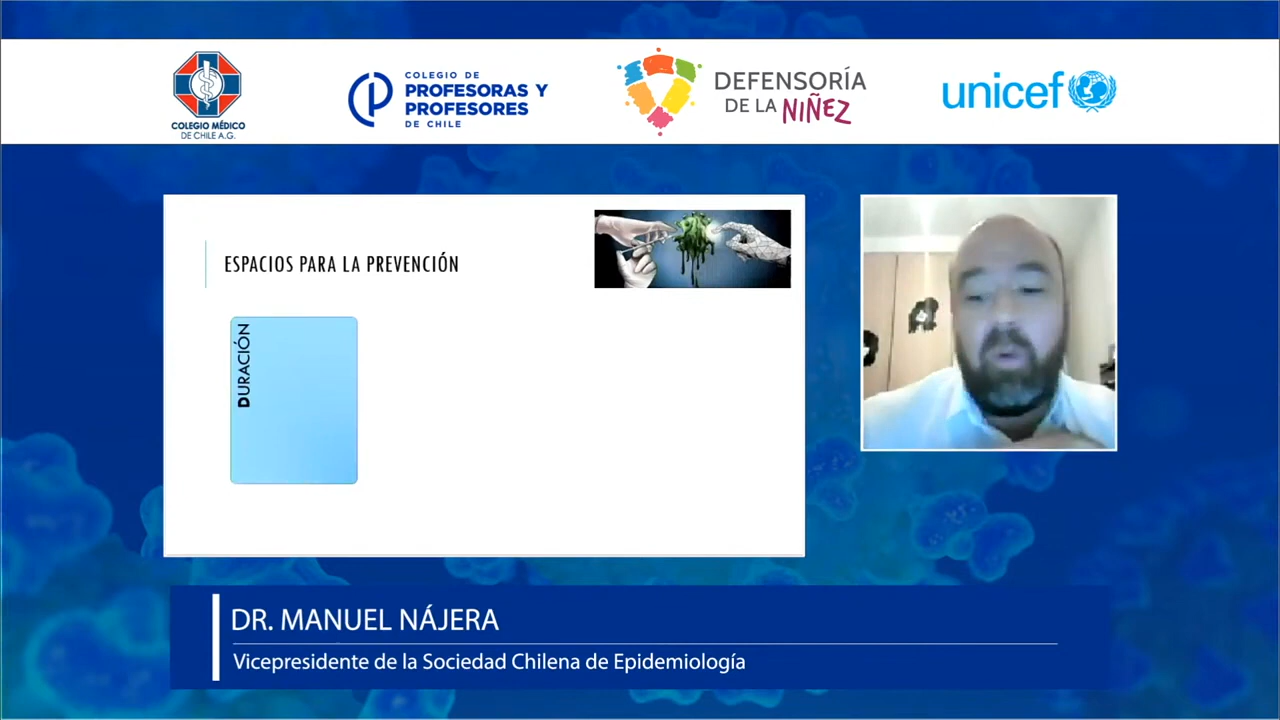 COLEGIO MÉDICO
DE CHILE A.G.
COLEGIO DE
PROFESORAS Y
PROFESORES
DE CHILE
DEFENSORÍA
DE LA NIÑEZ
unicef
ESPACIOS PARA LA PREVENCIÓN
DURACIÓN
DR. MANUEL NÁJERA
Vicepresidente de la Sociedad Chilena de Epidemiología